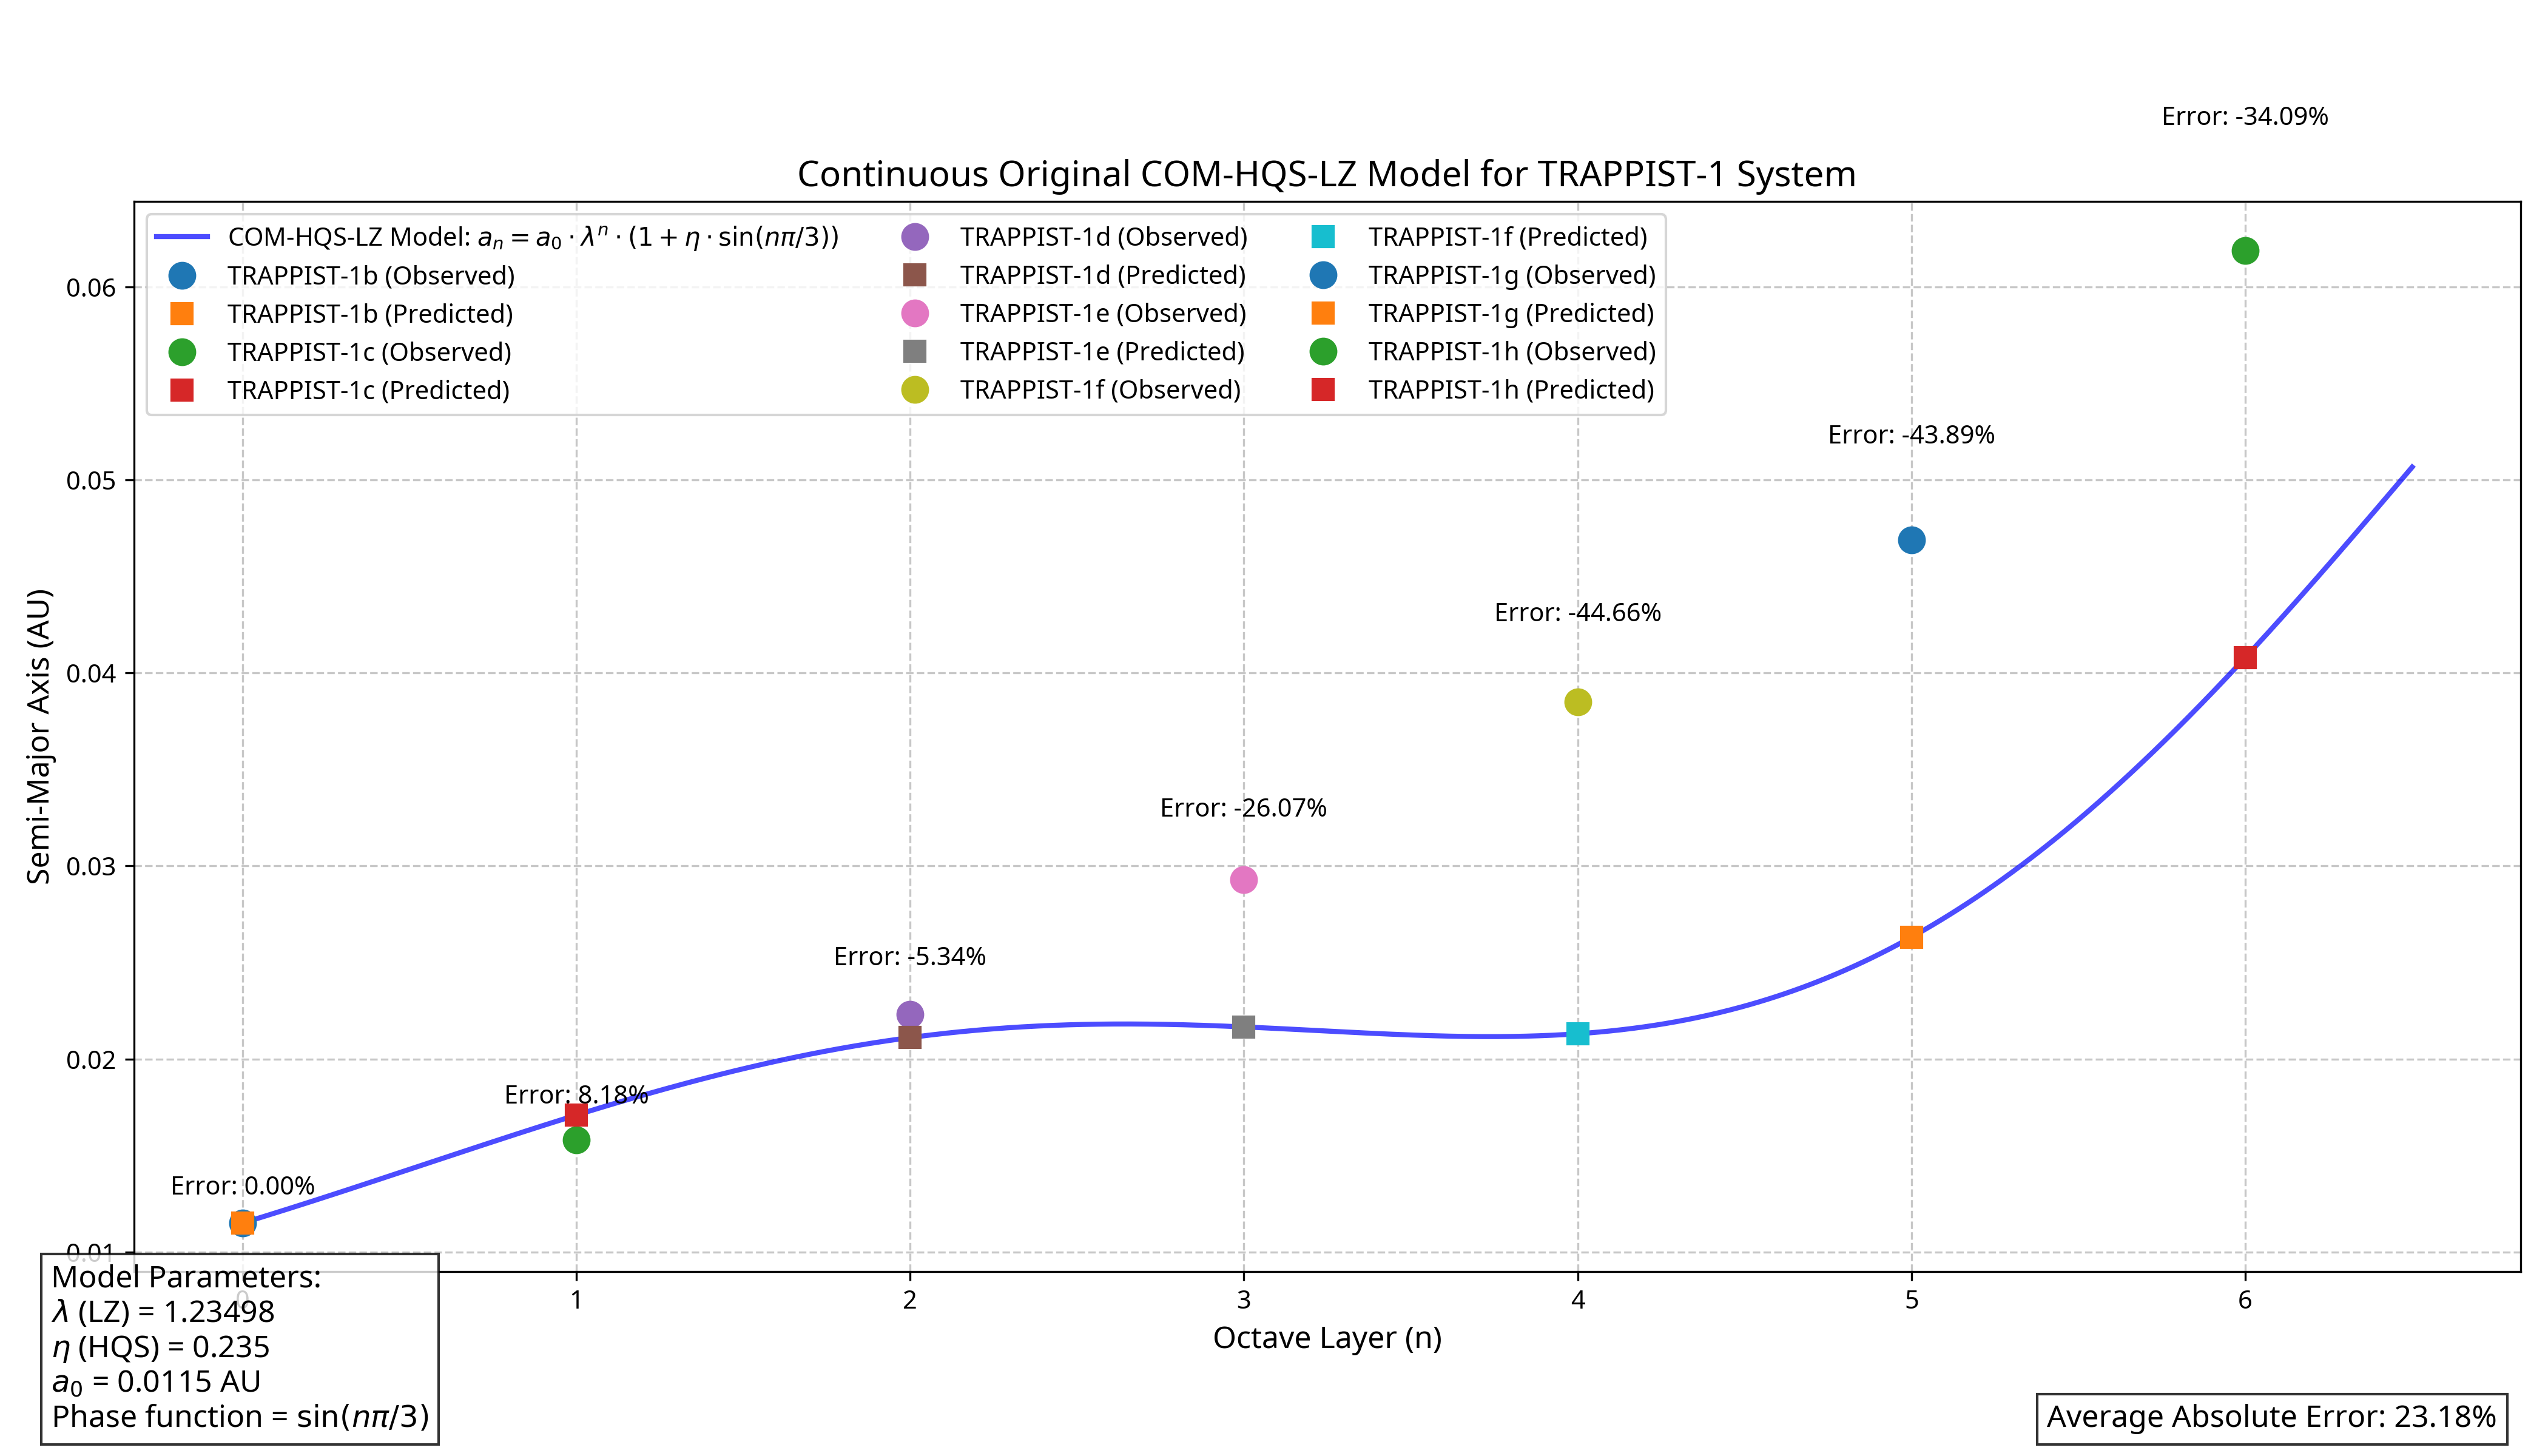 Error: -34.09%
Continuous Original COM-HQS-LZ Model for TRAPPIST-1 System
COM-HQS-LZ Model: aₙ = a₀ · λⁿ · (1 + η · sin(nπ/3))
TRAPPIST-1b (Observed)
TRAPPIST-1b (Predicted)
TRAPPIST-1c (Observed)
TRAPPIST-1c (Predicted)
TRAPPIST-1d (Observed)
TRAPPIST-1d (Predicted)
TRAPPIST-1e (Observed)
TRAPPIST-1e (Predicted)
TRAPPIST-1f (Observed)
TRAPPIST-1f (Predicted)
TRAPPIST-1g (Observed)
TRAPPIST-1g (Predicted)
TRAPPIST-1h (Observed)
TRAPPIST-1h (Predicted)
Semi-Major Axis (AU)
0.06
0.05
0.04
0.03
0.02
0.01
Error: -43.89%
Error: -44.66%
Error: -26.07%
Error: -5.34%
Error: 8.18%
Error: 0.00%
0
1
2
3
4
5
6
Octave Layer (n)
Model Parameters:
λ (LZ) = 1.23498
η (HQS) = 0.235
a₀ = 0.0115 AU
Phase function = sin(nπ/3)
Average Absolute Error: 23.18%